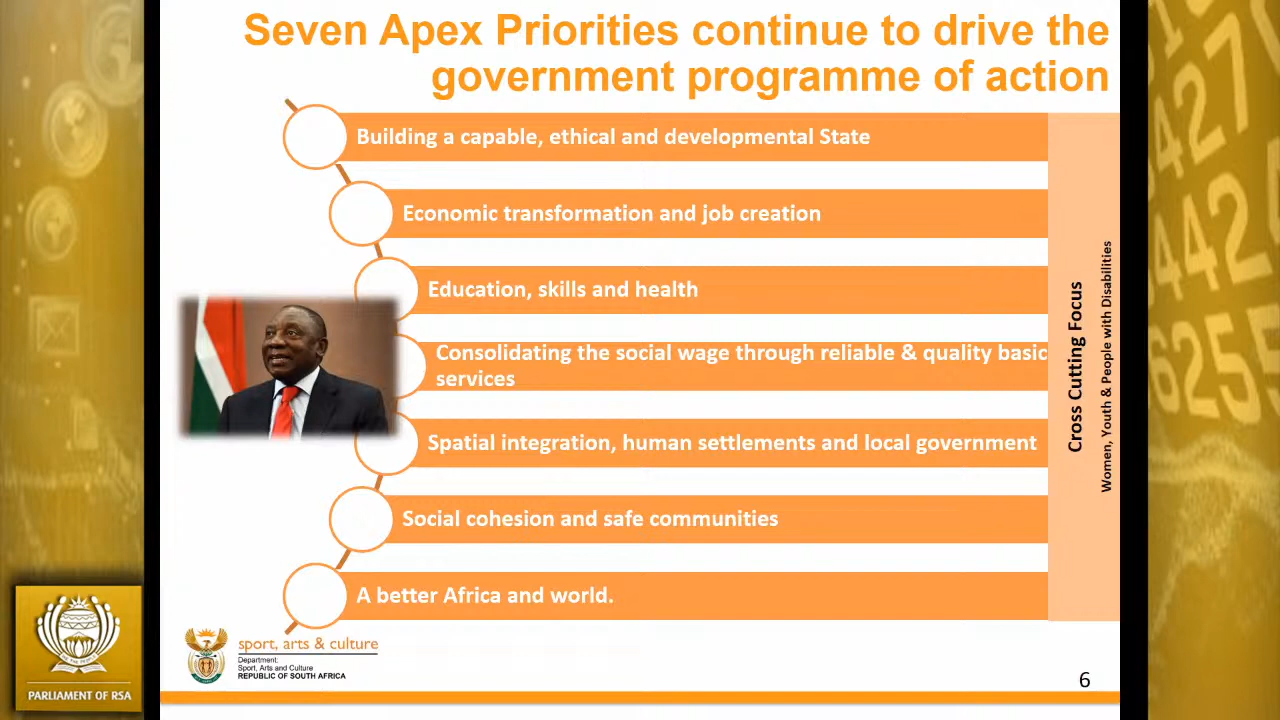 Seven Apex Priorities continue to drive the
government programme of action
Building a capable, ethical and developmental State
Economic transformation and job creation
Education, skills and health
Consolidating the social wage through reliable & quality basic
services
Spatial integration, human settlements and local government
Social cohesion and safe communities
A better Africa and world.
Cross Cutting Focus
Women, Youth & People with Disabilities
sport, arts & culture
Department:
Sport, Arts and Culture
REPUBLIC OF SOUTH AFRICA
6
PARLIAMENT OF RSA